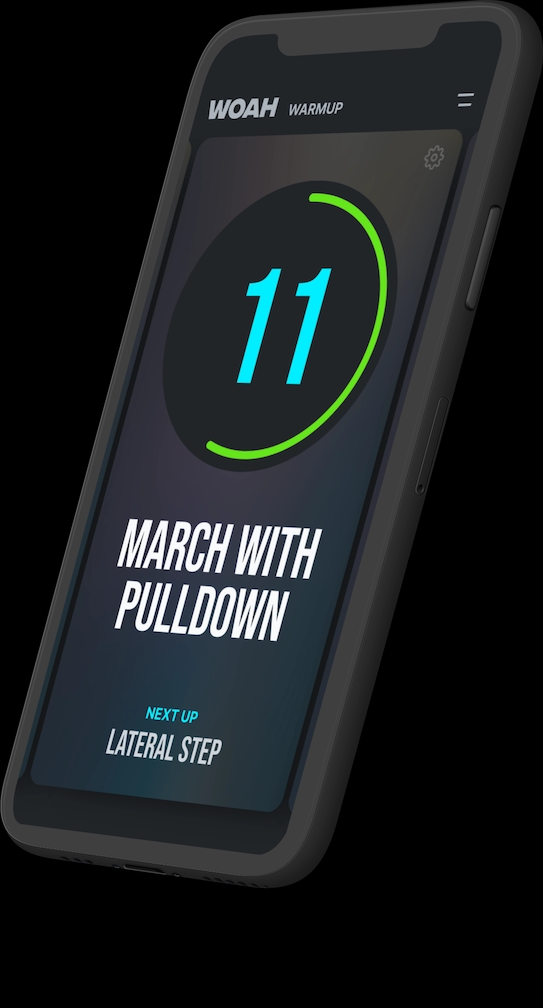 WOAH WARMUP
11
MARCH WITH
PULLDOWN
NEXT UP
LATERAL STEP